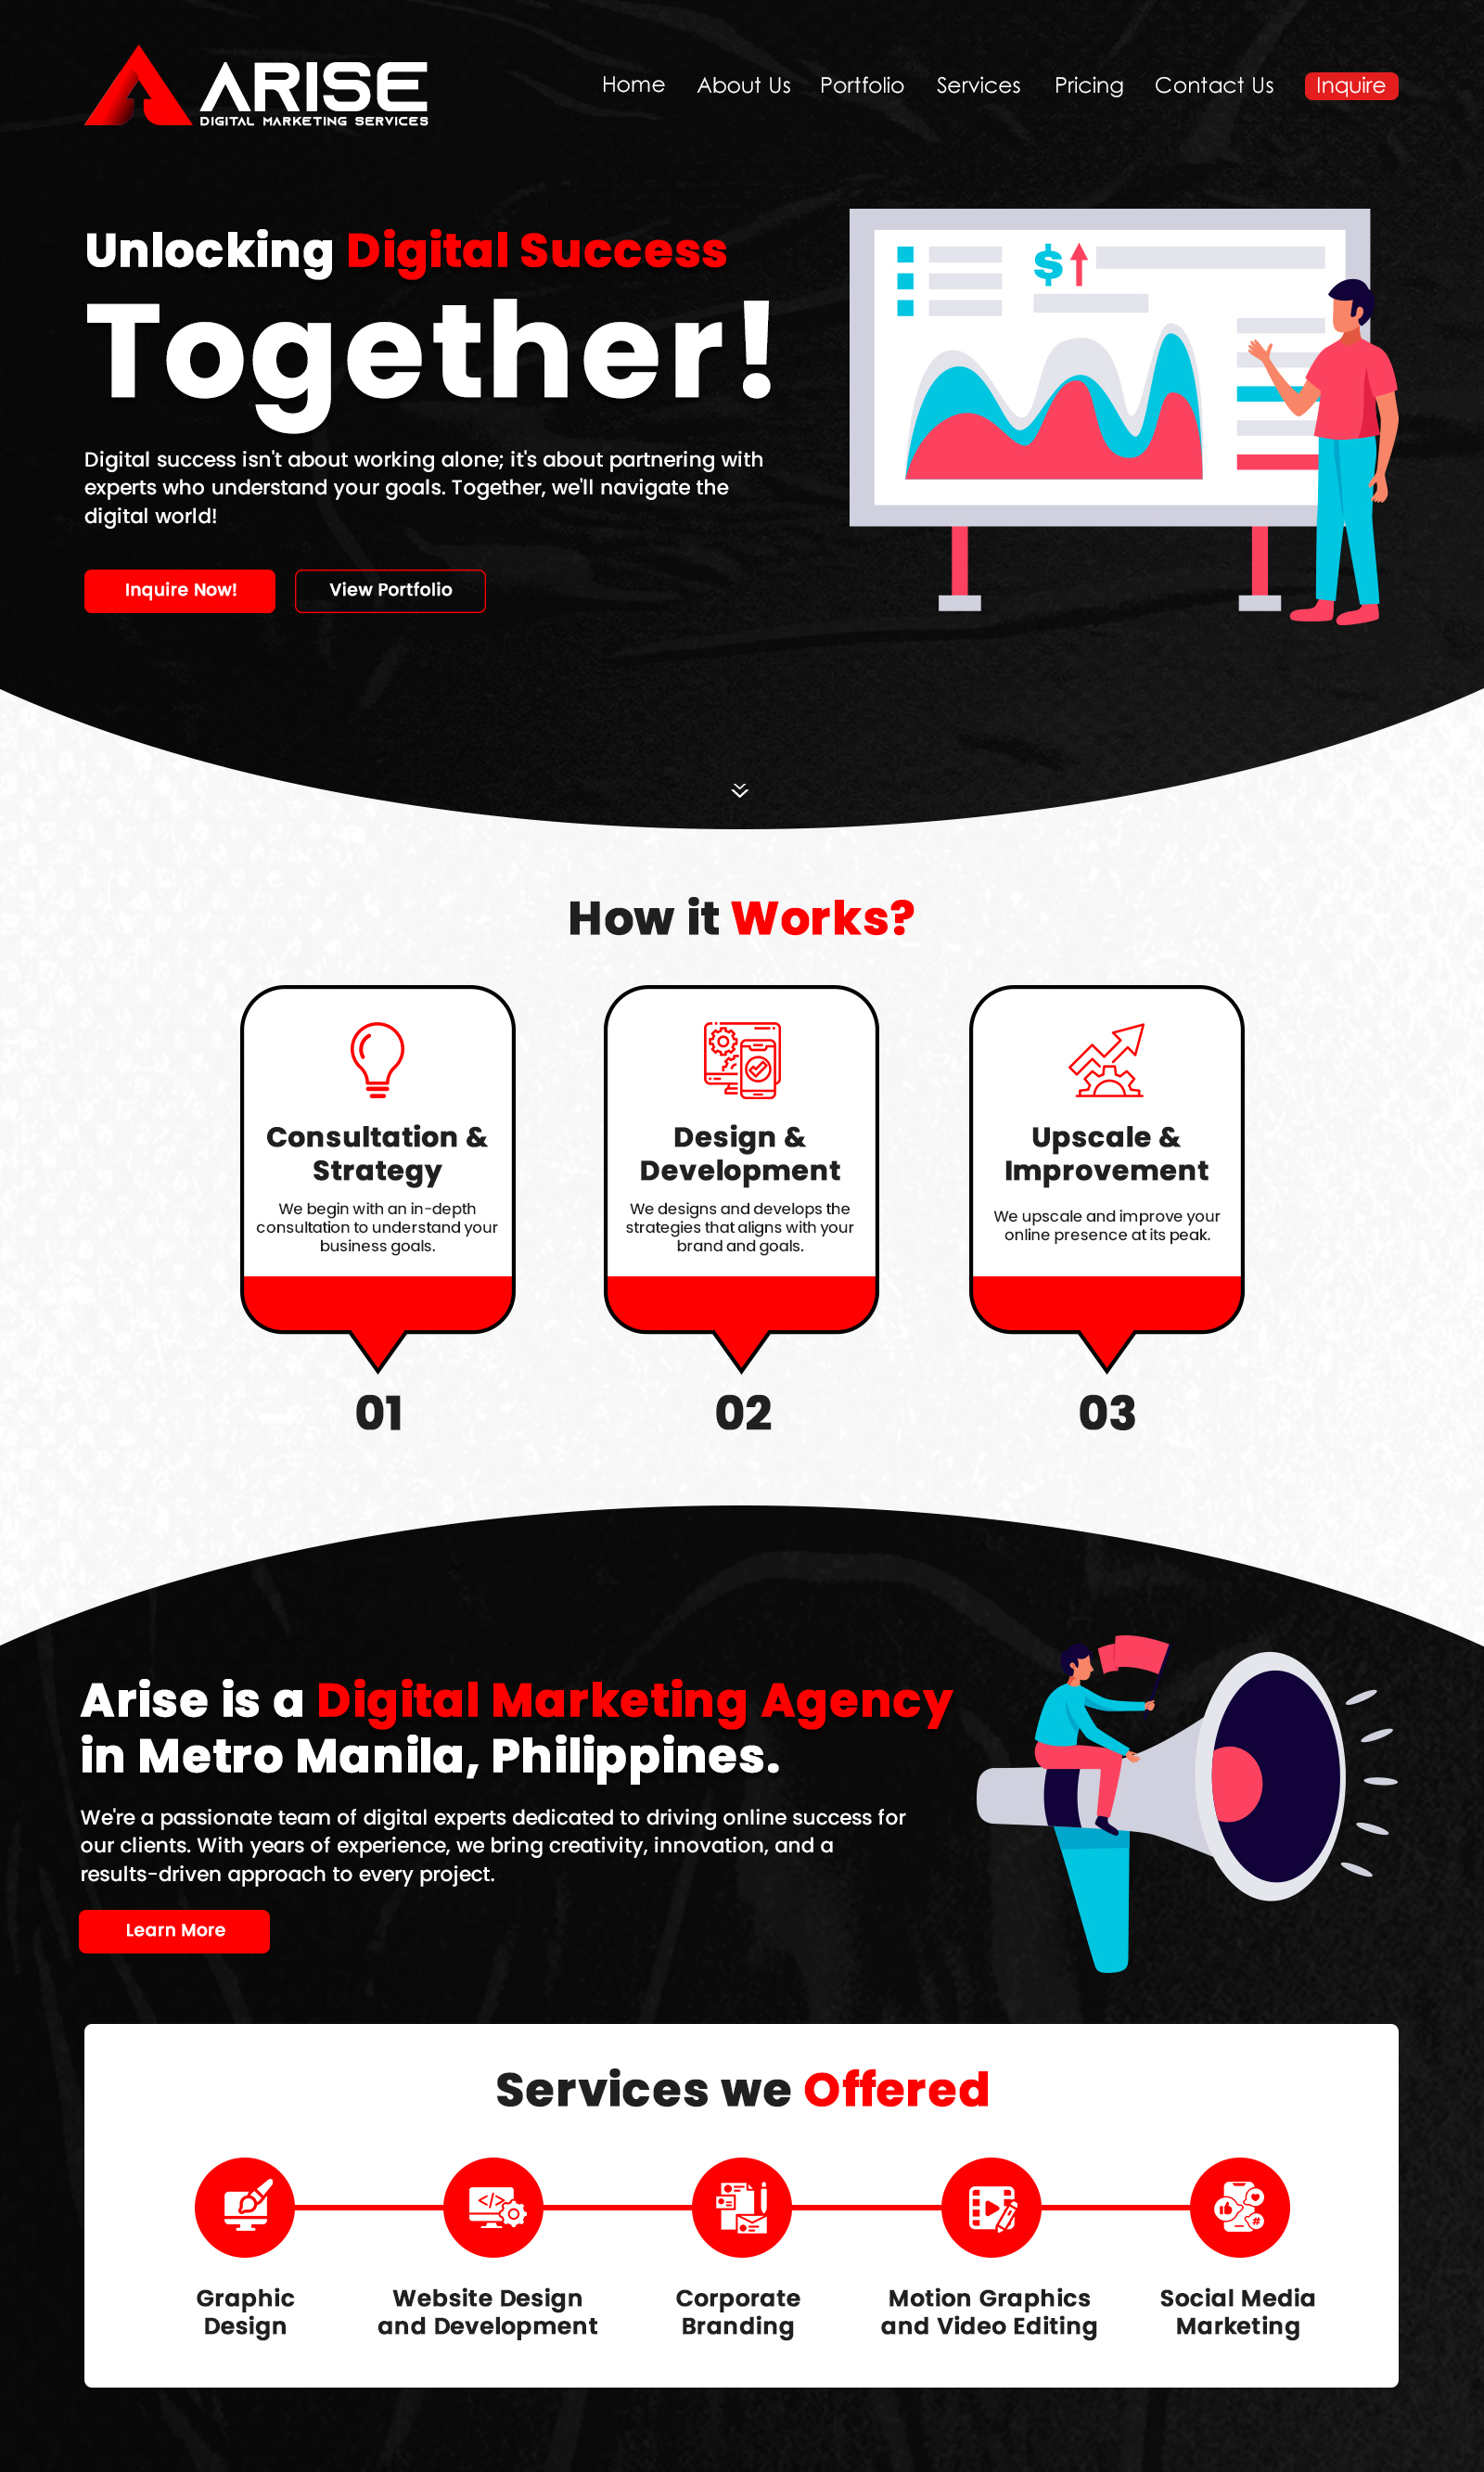 ARISE
DIGITAL MARKETING SERVICES
Home About Us Portfolio Services Pricing Contact Us Inquire
Unlocking Digital Success
Together!
Digital success isn't about working alone; it's about partnering with
experts who understand your goals. Together, we'll navigate the
digital world!
Inquire Now! View Portfolio
$
How it Works?
Consultation &
Strategy
We begin with an in-depth
consultation to understand your
business goals.
01
Design &
Development
We designs and develops the
strategies that aligns with your
brand and goals.
02
Upscale &
Improvement
We upscale and improve your
online presence at its peak.
03
Arise is a Digital Marketing Agency
in Metro Manila, Philippines.
We're a passionate team of digital experts dedicated to driving online success for
our clients. With years of experience, we bring creativity, innovation, and a
results-driven approach to every project.
Learn More
Services we Offered
</>
#
Graphic
Design
Website Design
and Development
Corporate
Branding
Motion Graphics
and Video Editing
Social Media
Marketing